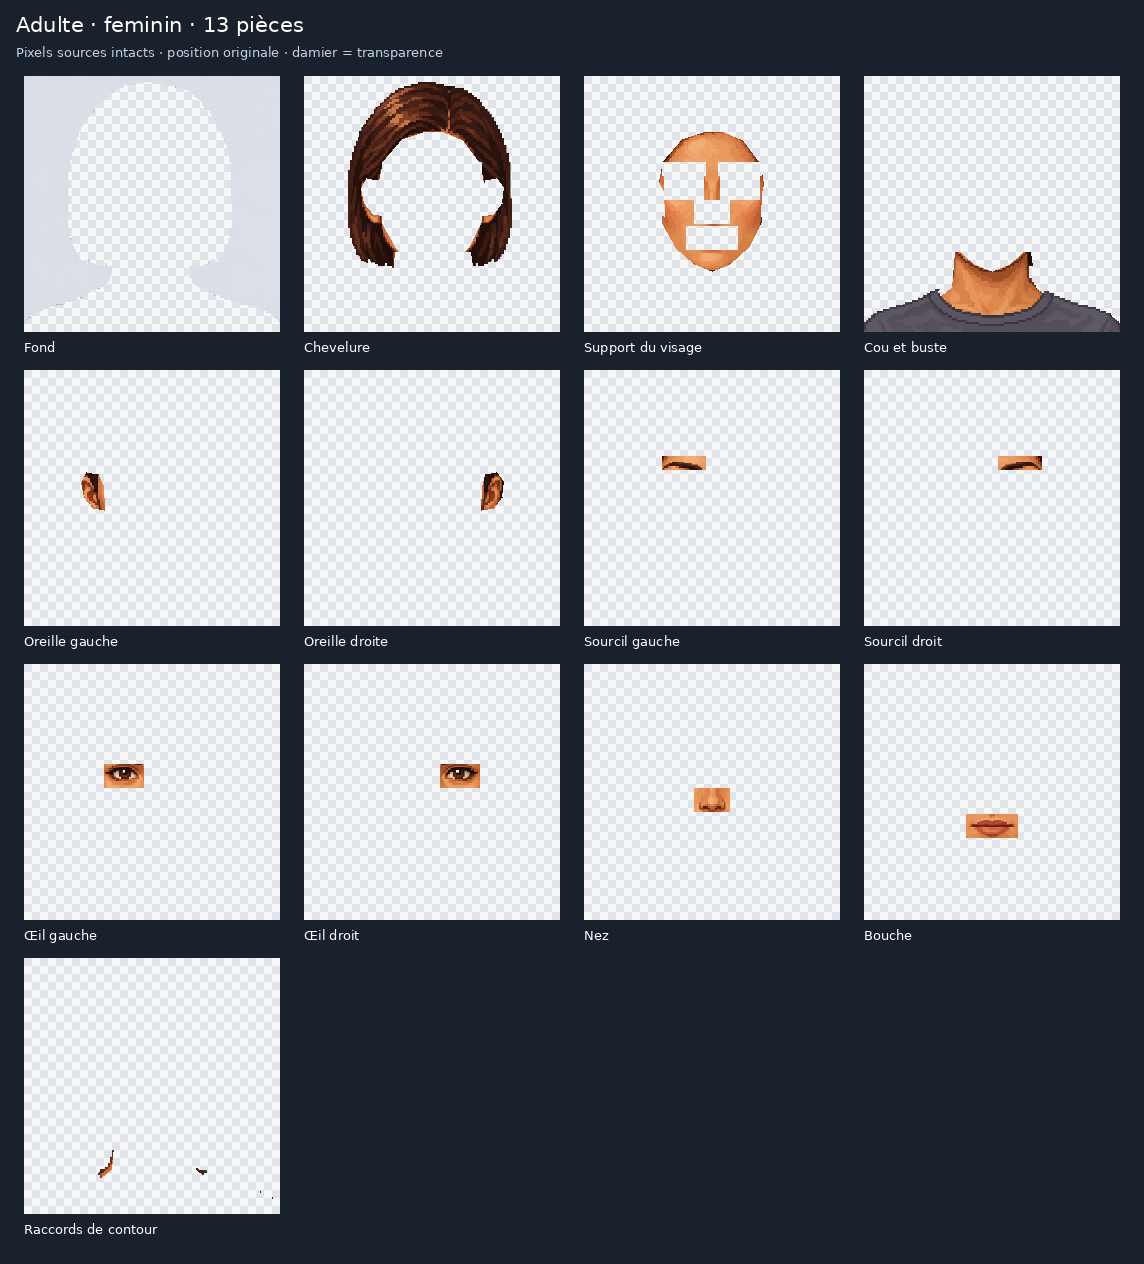 Adulte · feminin · 13 pièces
Pixels sources intacts · position originale · damier = transparence
Fond
Chevelure
Support du visage
Cou et buste
Oreille gauche
Oreille droite
Sourcil gauche
Sourcil droit
Œil gauche
Œil droit
Nez
Bouche
Raccords de contour